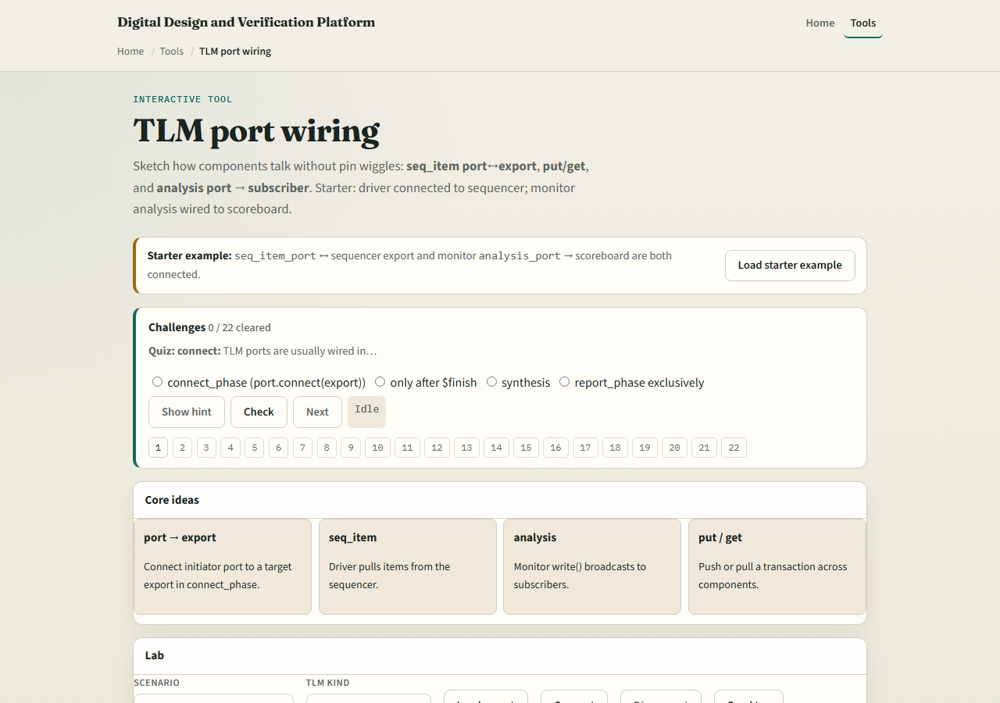 Digital Design and Verification Platform
Home Tools
Home / Tools / TLM port wiring
INTERACTIVE TOOL
TLM port wiring
Sketch how components talk without pin wiggles: seq_item port↔export, put/get,
and analysis port → subscriber. Starter: driver connected to sequencer; monitor
analysis wired to scoreboard.
Starter example: seq_item_port ↔ sequencer export and monitor analysis_port → scoreboard are both
connected.
Load starter example
Challenges 0 / 22 cleared
Quiz: connect: TLM ports are usually wired in…
connect_phase (port.connect(export)) only after $finish synthesis report_phase exclusively
Show hint Check Next Idle
1 2 3 4 5 6 7 8 9 10 11 12 13 14 15 16 17 18 19 20 21 22
Core ideas
port → export
Connect initiator port to a target
export in connect_phase.
seq_item
Driver pulls items from the
sequencer.
analysis
Monitor write() broadcasts to
subscribers.
put / get
Push or pull a transaction across
components.
Lab
SCENARIO TLM KIND